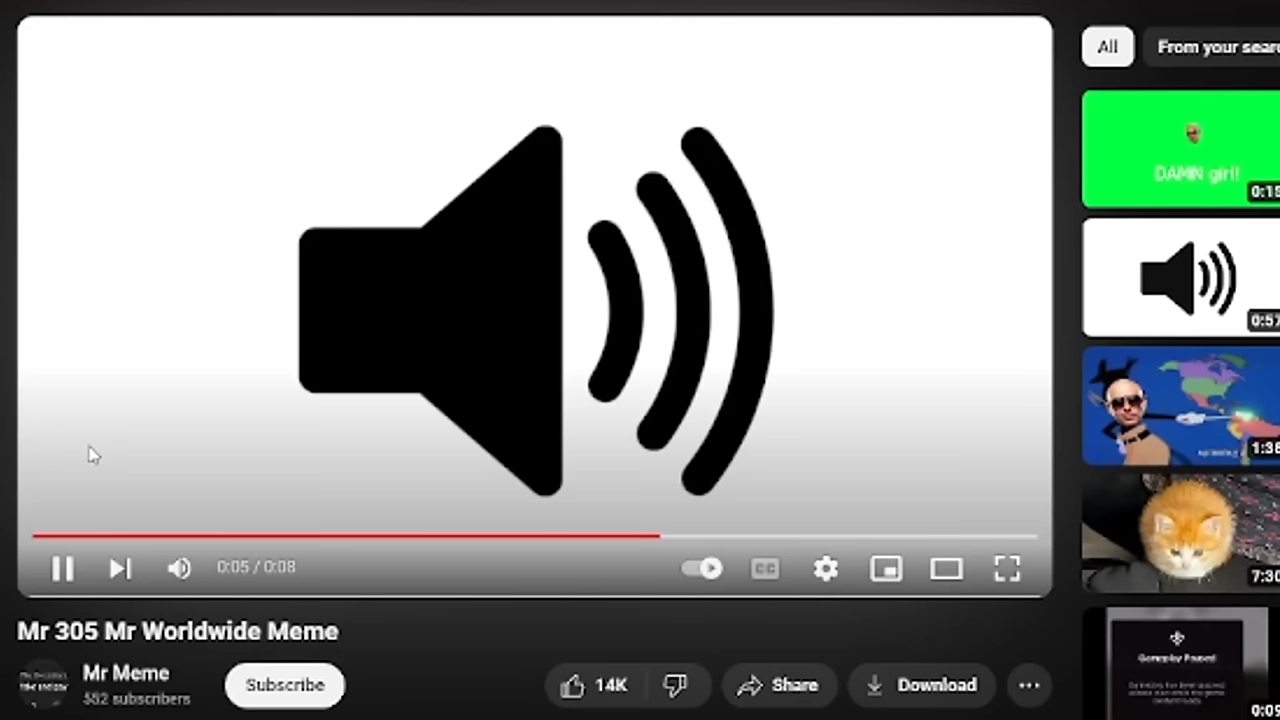 All
From your sear
DAMN girl!
0:15
0:57
1:38
7:30
0:05 / 0:08
CC
Mr 305 Mr Worldwide Meme
Mr Meme
552 subscribers
Subscribe
14K
Share
Download
Gameplay Paused
0:09